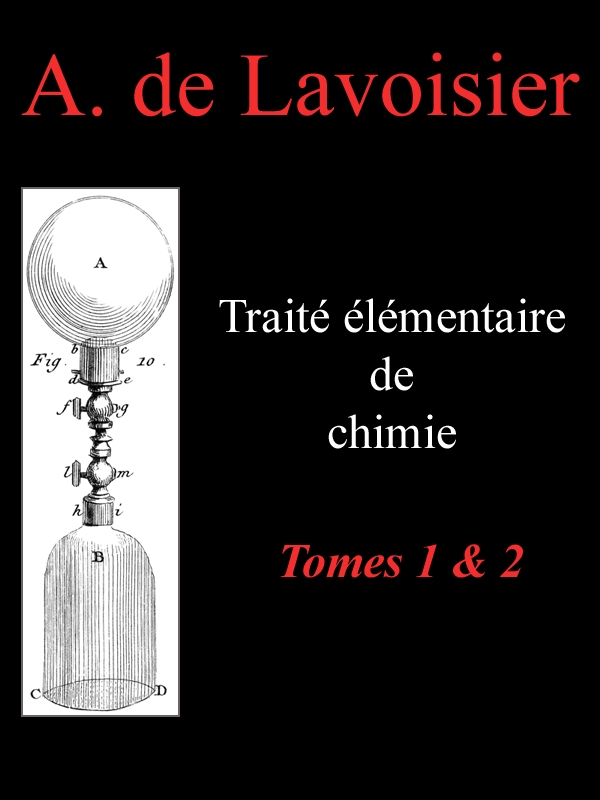 A. de Lavoisier
A
Fig. 10.
b c
d e
f g
l m
h i
B
C D
Traité élémentaire
de
chimie
Tomes 1 & 2